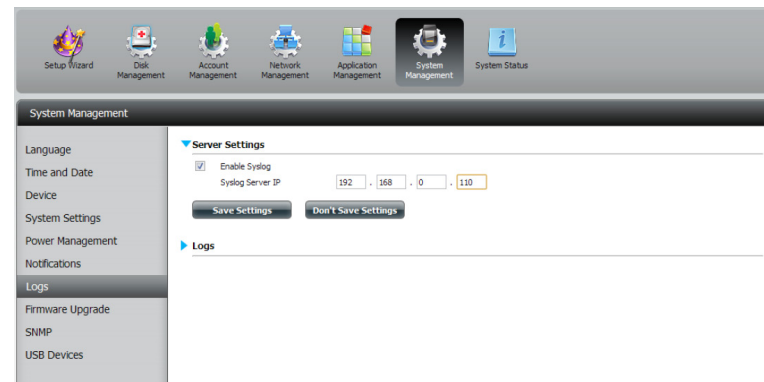 Setup Wizard
Disk Management
Account Management
Network Management
Application Management
System Management
System Status
System Management
Language
Time and Date
Device
System Settings
Power Management
Notifications
Logs
Firmware Upgrade
SNMP
USB Devices
Server Settings
Enable Syslog
Syslog Server IP 192 . 168 . 0 . 110
Save Settings Don't Save Settings
Logs